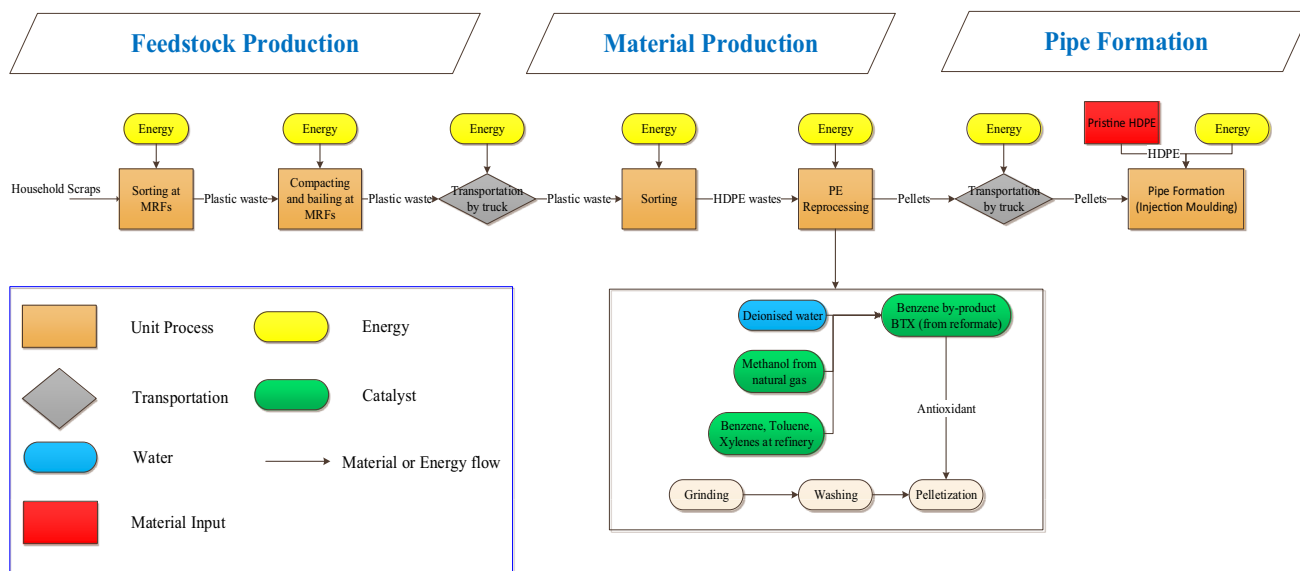 Feedstock Production
Material Production
Pipe Formation
Energy
Energy
Energy
Energy
Energy
Energy
Pristine HDPE
Energy
HDPE
Household Scraps
Sorting at
MRFs
Plastic waste
Compacting
and bailing at
MRFs
Plastic waste
Transportation
by truck
Plastic waste
Sorting
HDPE wastes
PE
Reprocessing
Pellets
Transportation
by truck
Pellets
Pipe Formation
(Injection Moulding)
Unit Process
Energy
Transportation
Catalyst
Water
Material or Energy flow
Material Input
Deionised water
Benzene by-product
BTX (from reformate)
Methanol from
natural gas
Benzene, Toluene,
Xylenes at refinery
Antioxidant
Grinding
Washing
Pelletization